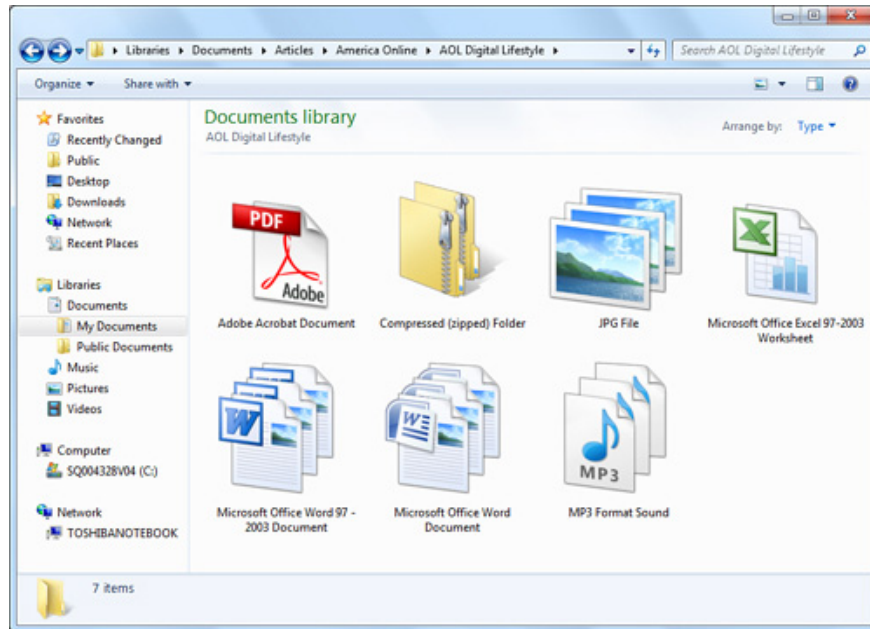 Libraries Documents Articles America Online AOL Digital Lifestyle
Search AOL Digital Lifestyle
Organize Share with
Favorites
Recently Changed
Public
Desktop
Downloads
Network
Recent Places
Libraries
Documents
My Documents
Public Documents
Music
Pictures
Videos
Computer
SQ004328V04 (C:)
Network
TOSHIBANOTEBOOK
Documents library
AOL Digital Lifestyle
Arrange by: Type
PDF
Adobe
Adobe Acrobat Document
Compressed (zipped) Folder
JPG File
X
Microsoft Office Excel 97-2003
Worksheet
W
Microsoft Office Word 97 -
2003 Document
W
Microsoft Office Word
Document
MP3
MP3 Format Sound
7 items